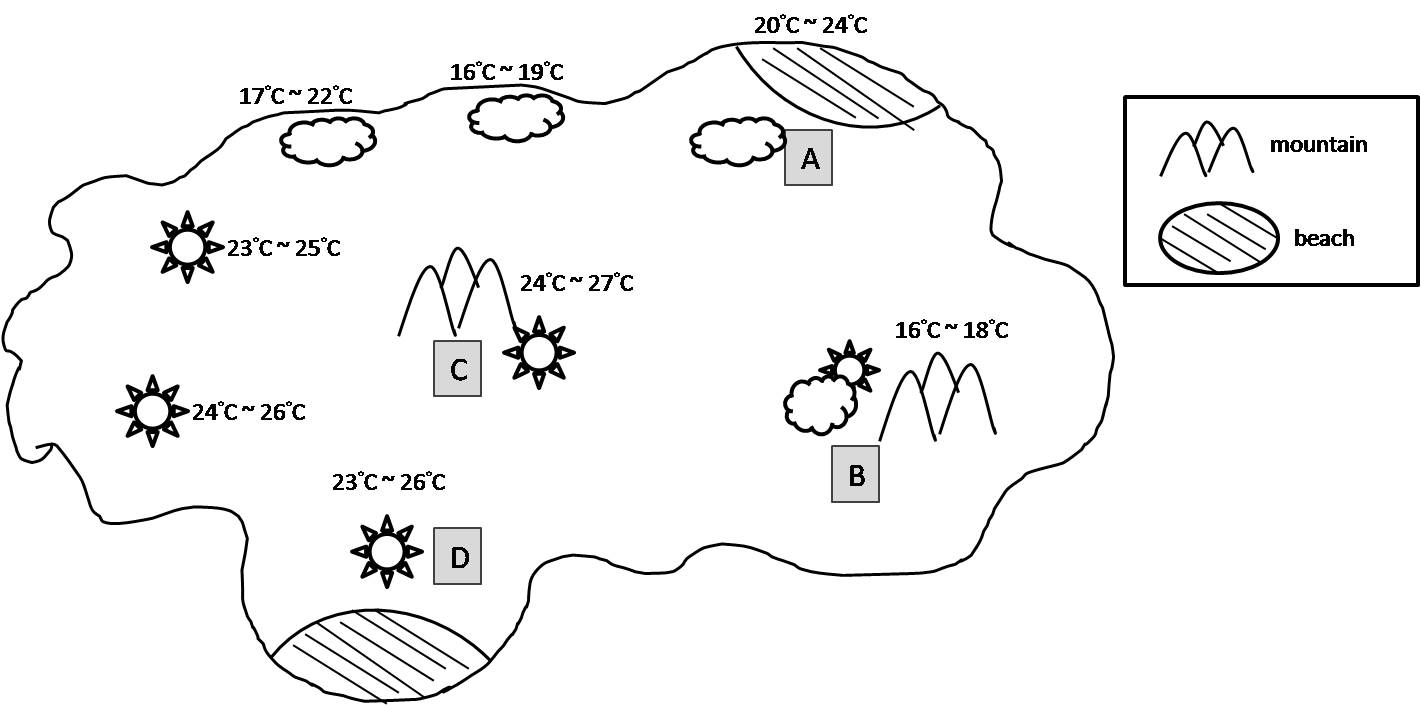 20°C ~ 24°C
16°C ~ 19°C
17°C ~ 22°C
A
mountain
beach
23°C ~ 25°C
24°C ~ 27°C
16°C ~ 18°C
C
24°C ~ 26°C
B
23°C ~ 26°C
D